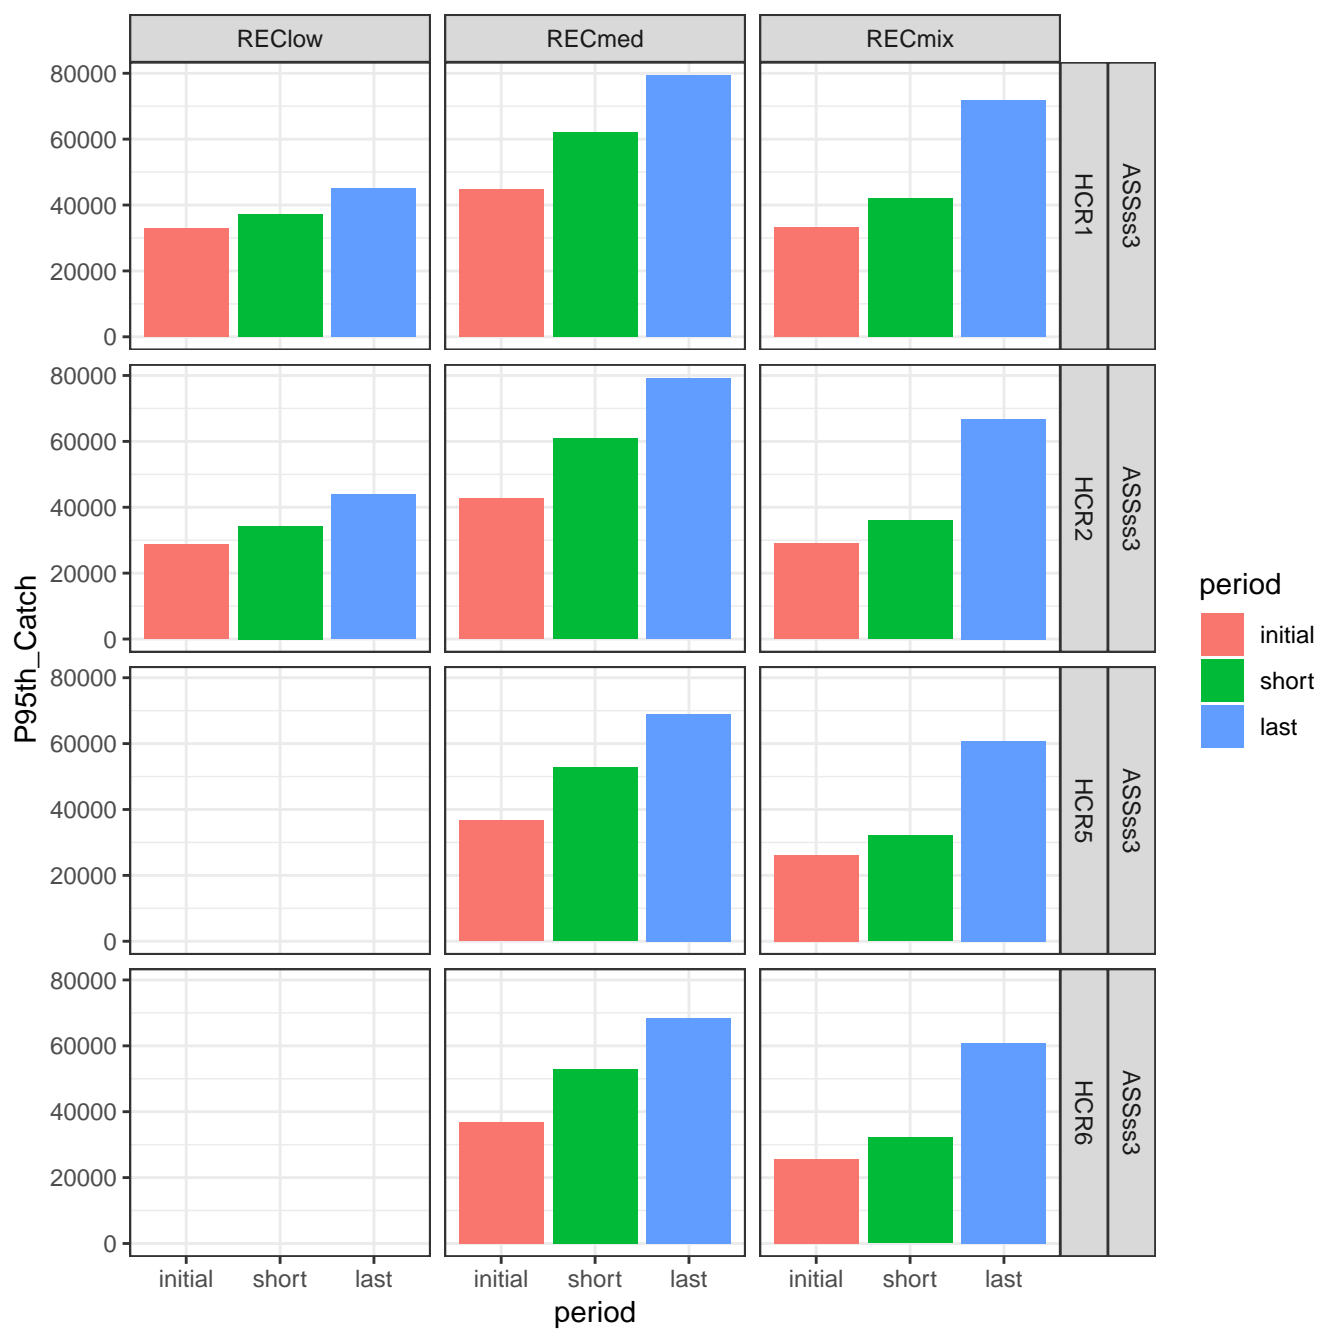 REClow RECmed RECmix
80000
60000
40000
20000
0
HCR1 ASSss3
80000
60000
40000
20000
0
HCR2 ASSss3
80000
60000
40000
20000
0
HCR5 ASSss3
80000
60000
40000
20000
0
HCR6 ASSss3
P95th_Catch
initial short last initial short last initial short last
period
period
initial
short
last